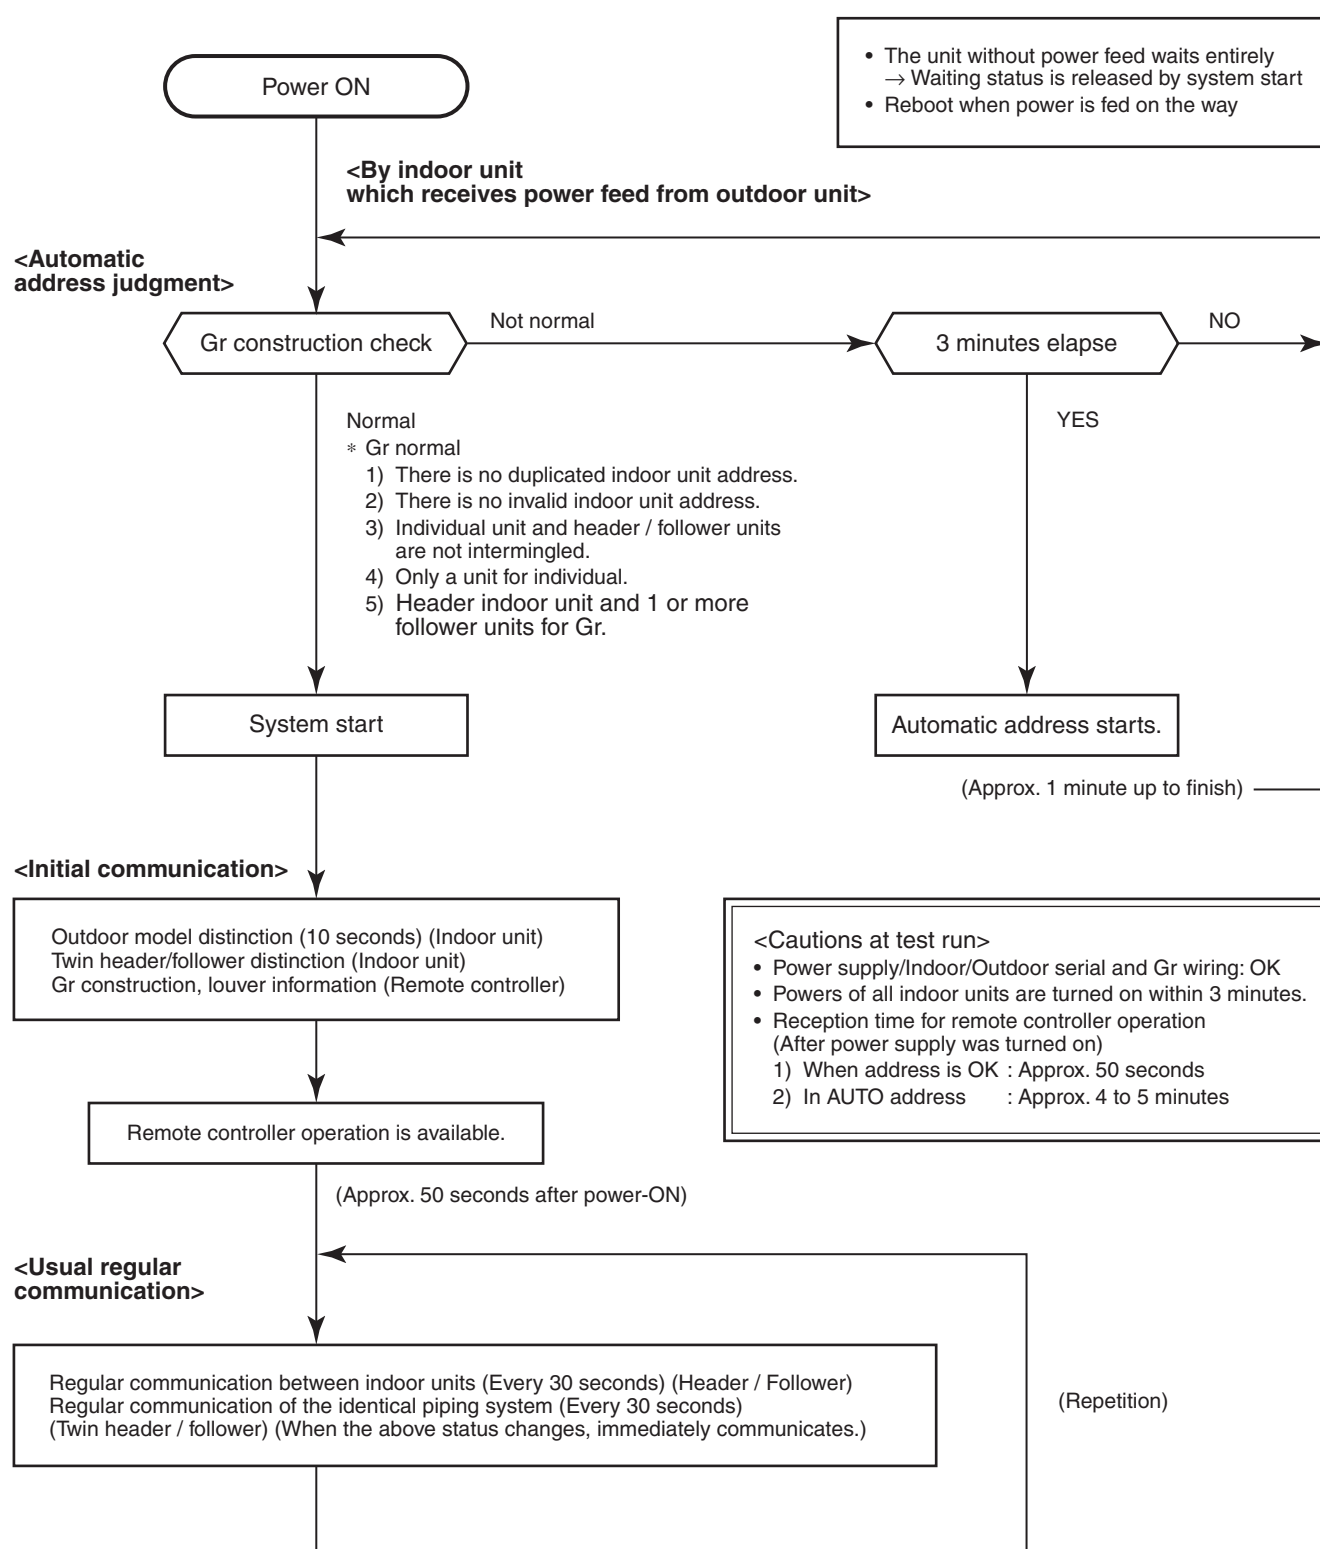 • The unit without power feed waits entirely
→ Waiting status is released by system start
• Reboot when power is fed on the way
Power ON
<By indoor unit
which receives power feed from outdoor unit>
<Automatic
address judgment>
Gr construction check
Not normal
3 minutes elapse
NO
Normal
* Gr normal
1) There is no duplicated indoor unit address.
2) There is no invalid indoor unit address.
3) Individual unit and header / follower units
are not intermingled.
4) Only a unit for individual.
5) Header indoor unit and 1 or more
follower units for Gr.
YES
System start
Automatic address starts.
(Approx. 1 minute up to finish)
<Initial communication>
Outdoor model distinction (10 seconds) (Indoor unit)
Twin header/follower distinction (Indoor unit)
Gr construction, louver information (Remote controller)
<Cautions at test run>
• Power supply/Indoor/Outdoor serial and Gr wiring: OK
• Powers of all indoor units are turned on within 3 minutes.
• Reception time for remote controller operation
(After power supply was turned on)
1) When address is OK : Approx. 50 seconds
2) In AUTO address : Approx. 4 to 5 minutes
Remote controller operation is available.
(Approx. 50 seconds after power-ON)
<Usual regular
communication>
Regular communication between indoor units (Every 30 seconds) (Header / Follower)
Regular communication of the identical piping system (Every 30 seconds)
(Twin header / follower) (When the above status changes, immediately communicates.)
(Repetition)